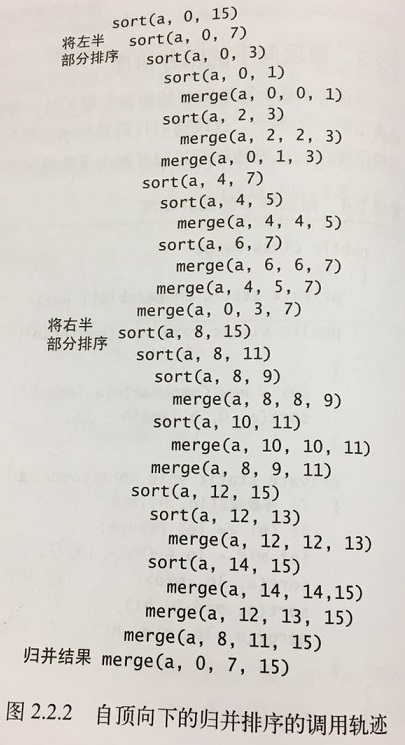 sort(a, 0, 15)
将左半 sort(a, 0, 7)
部分排序 sort(a, 0, 3)
sort(a, 0, 1)
merge(a, 0, 0, 1)
sort(a, 2, 3)
merge(a, 2, 2, 3)
merge(a, 0, 1, 3)
sort(a, 4, 7)
sort(a, 4, 5)
merge(a, 4, 4, 5)
sort(a, 6, 7)
merge(a, 6, 6, 7)
merge(a, 4, 5, 7)
merge(a, 0, 3, 7)
将右半
部分排序 sort(a, 8, 15)
sort(a, 8, 11)
sort(a, 8, 9)
merge(a, 8, 8, 9)
sort(a, 10, 11)
merge(a, 10, 10, 11)
merge(a, 8, 9, 11)
sort(a, 12, 15)
sort(a, 12, 13)
merge(a, 12, 12, 13)
sort(a, 14, 15)
merge(a, 14, 14,15)
merge(a, 12, 13, 15)
merge(a, 8, 11, 15)
归并结果 merge(a, 0, 7, 15)
图 2.2.2 自顶向下的归并排序的调用轨迹